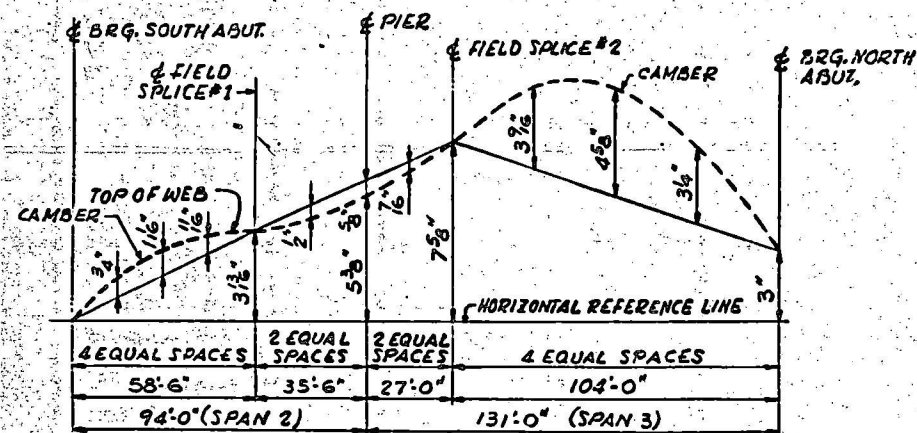 ℄ BRG. SOUTH ABUT.
℄ PIER
℄ FIELD SPLICE #2
℄ FIELD
SPLICE #1
CAMBER
℄ BRG. NORTH
ABUT.
3 9/16"
4 5/8"
3 1/4"
TOP OF WEB
CAMBER
3/4"
1 1/16"
11/16"
3 13/16"
1/2"
5/8"
5 3/8"
7/16"
7 5/8"
3"
HORIZONTAL REFERENCE LINE
4 EQUAL SPACES
2 EQUAL
SPACES
2 EQUAL
SPACES
4 EQUAL SPACES
58'-6"
35'-6"
27'-0"
104'-0"
94'-0" (SPAN 2)
131'-0" (SPAN 3)